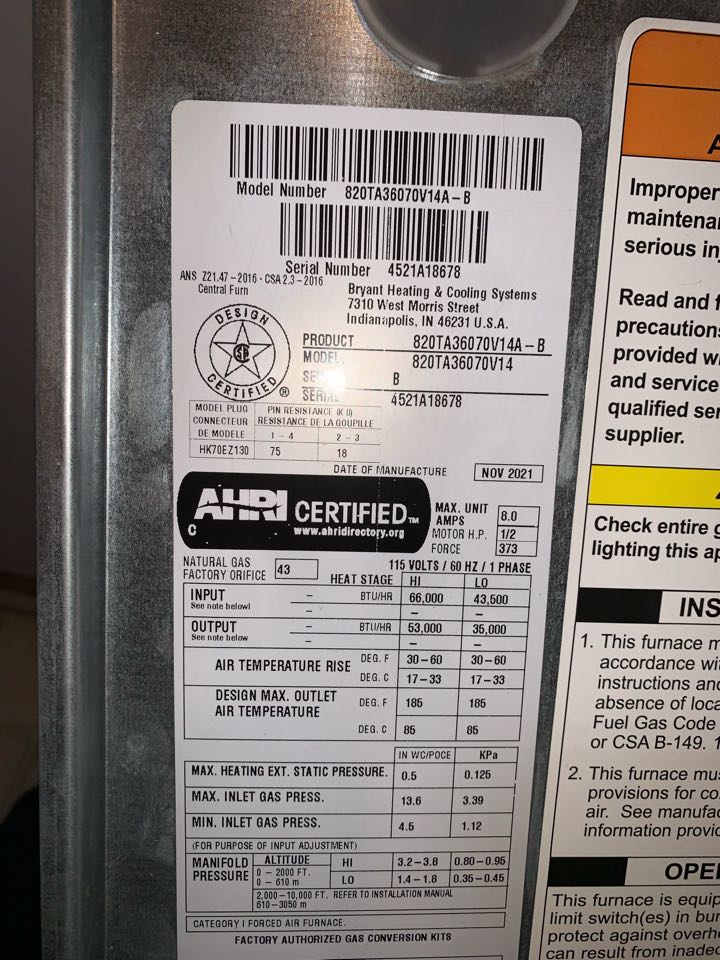 Model Number 820TA36070V14A-B
Serial Number 4521A18678
ANS Z21.47-2016 · CSA 2.3-2016
Central Furn
Bryant Heating & Cooling Systems
7310 West Morris Street
Indianapolis, IN 46231 U.S.A.
DESIGN
CERTIFIED ®
PRODUCT 820TA36070V14A-B
MODEL 820TA36070V14
B
SERIAL 4521A18678
MODEL PLUG PIN RESISTANCE (K Ω)
CONNECTEUR RESISTANCE DE LA GOUPILLE
DE MODELE 1-4 2-3
HK70EZ130 75 18
DATE OF MANUFACTURE NOV 2021
AHRI CERTIFIED™
www.ahridirectory.org
C
MAX. UNIT AMPS 8.0
MOTOR H.P. 1/2
FORCE 373
NATURAL GAS
FACTORY ORIFICE 43
115 VOLTS / 60 HZ / 1 PHASE
HEAT STAGE HI LO
INPUT - BTU/HR 66,000 43,500
See note below! - - -
OUTPUT - BTU/HR 53,000 35,000
See note below - - -
AIR TEMPERATURE RISE DEG. F 30-60 30-60
DEG. C 17-33 17-33
DESIGN MAX. OUTLET
AIR TEMPERATURE DEG. F 185 185
DEG. C 85 85
IN WC/POCE KPa
MAX. HEATING EXT. STATIC PRESSURE. 0.5 0.125
MAX. INLET GAS PRESS. 13.6 3.39
MIN. INLET GAS PRESS. 4.5 1.12
(FOR PURPOSE OF INPUT ADJUSTMENT)
MANIFOLD PRESSURE
ALTITUDE
0 - 2000 FT.
0 - 610 m
HI 3.2-3.8 0.80-0.95
LO 1.4-1.8 0.35-0.45
2,000-10,000 FT. REFER TO INSTALLATION MANUAL
610-3050 m
CATEGORY I FORCED AIR FURNACE.
FACTORY AUTHORIZED GAS CONVERSION KITS
Improper
maintena
serious in
Read and f
precautions
provided w
and service
qualified ser
supplier.
Check entire
lighting this ap
INS
1. This furnace m
accordance wi
instructions and
absence of loca
Fuel Gas Code
or CSA B-149.
2. This furnace mu
provisions for co
air. See manufac
information provid
OPE
This furnace is equip
limit switch(es) in bur
protect against overh
can result from inadec